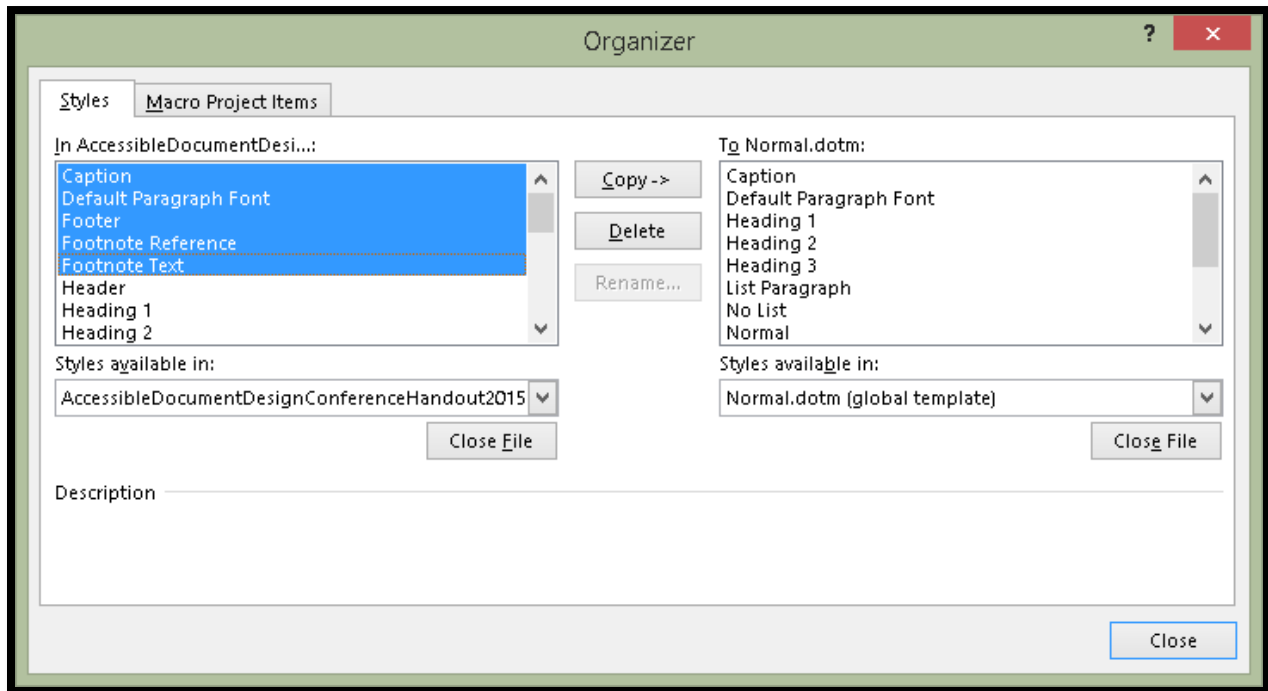 Organizer
?
Styles
Macro Project Items
In AccessibleDocumentDesi...:
Caption
Default Paragraph Font
Footer
Footnote Reference
Footnote Text
Header
Heading 1
Heading 2
Copy ->
Delete
Rename...
To Normal.dotm:
Caption
Default Paragraph Font
Heading 1
Heading 2
Heading 3
List Paragraph
No List
Normal
Styles available in:
AccessibleDocumentDesignConferenceHandout2015
Close File
Styles available in:
Normal.dotm (global template)
Close File
Description
Close